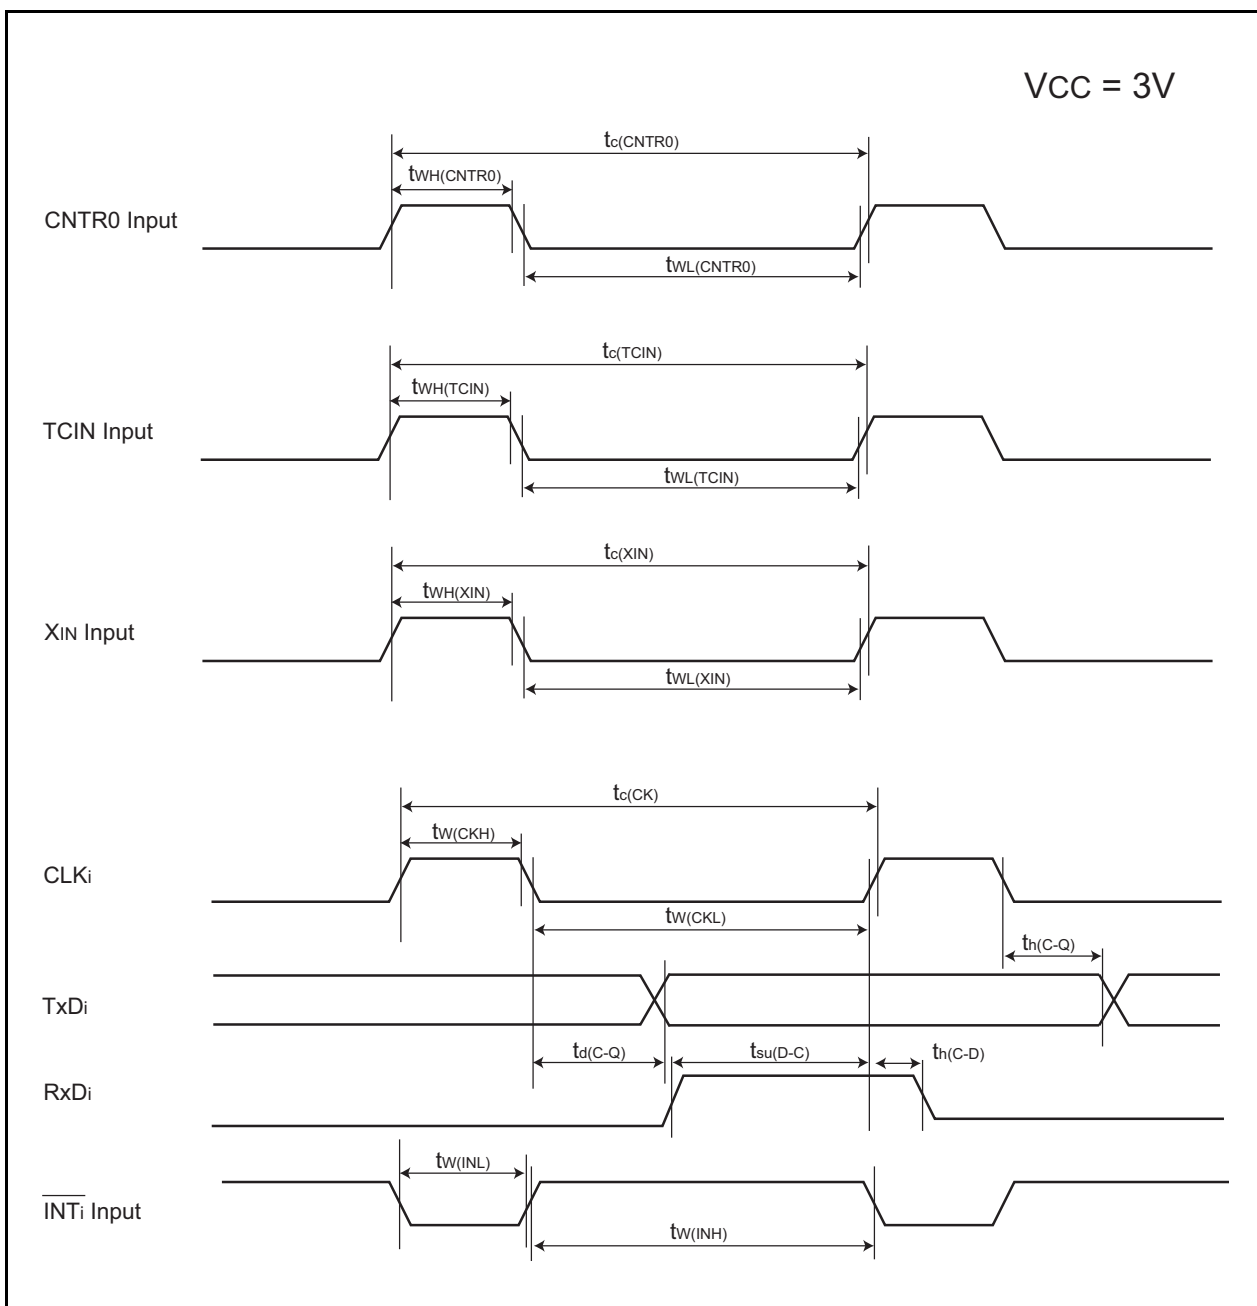 VCC = 3V
tc(CNTR0)
tWH(CNTR0)
CNTR0 Input
tWL(CNTR0)
tc(TCIN)
tWH(TCIN)
TCIN Input
tWL(TCIN)
tc(XIN)
tWH(XIN)
XIN Input
tWL(XIN)
tc(CK)
tW(CKH)
CLKi
tW(CKL)
th(C-Q)
TxDi
td(C-Q)
tsu(D-C)
th(C-D)
RxDi
tW(INL)
INTi Input
tW(INH)